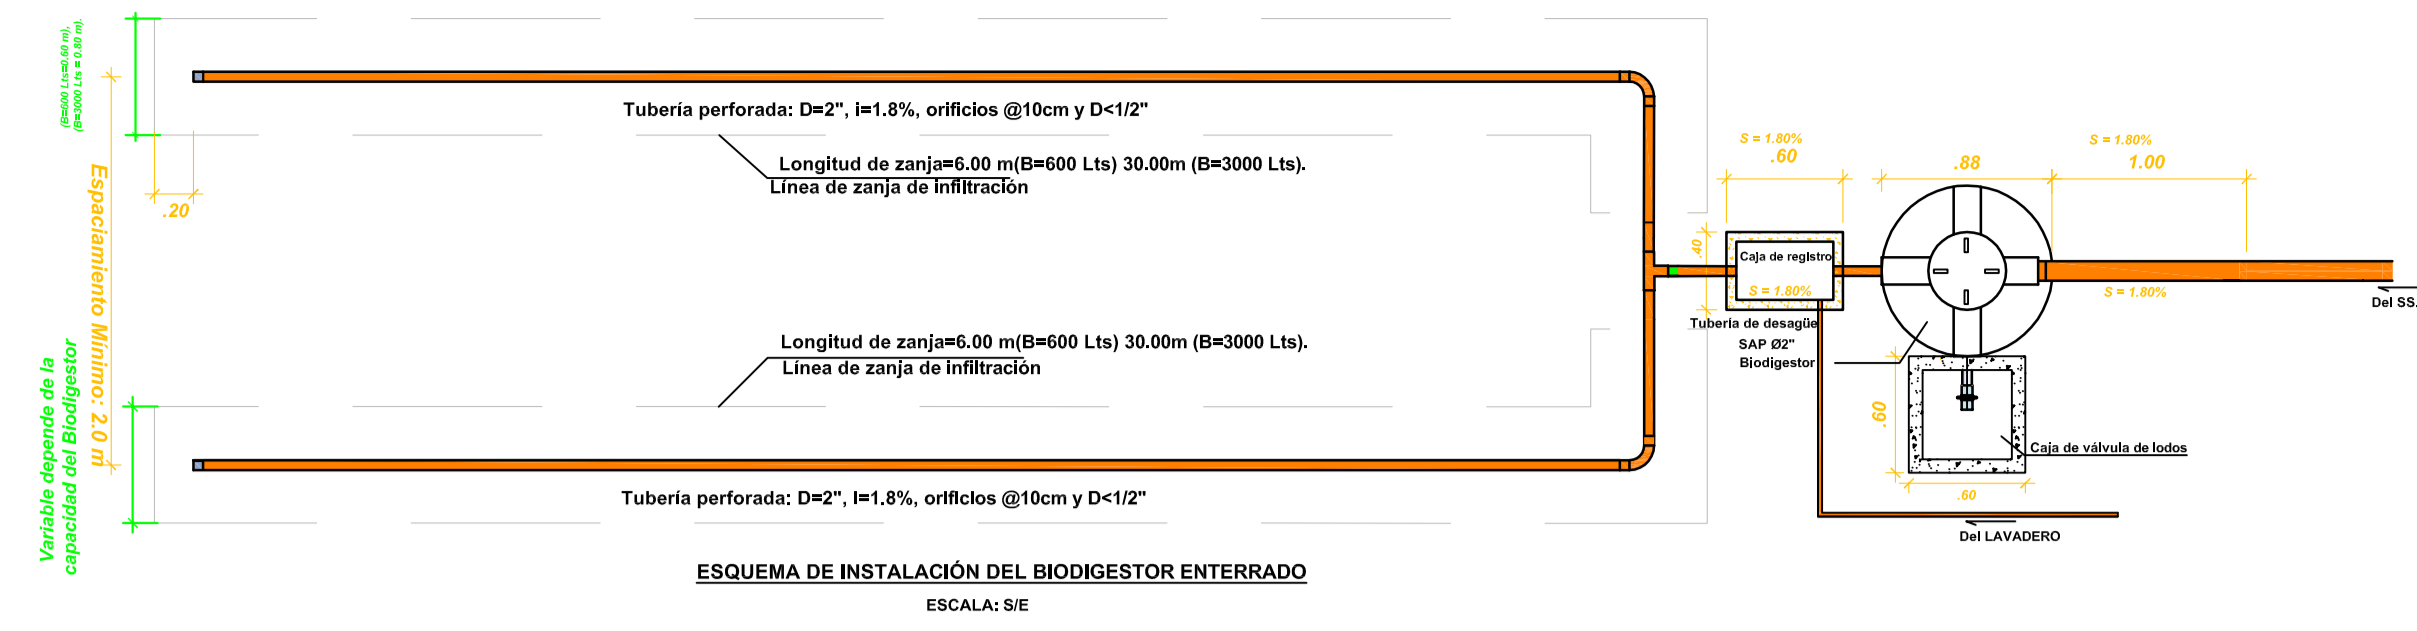 (B=600 Lts=0.60 m),
(B=3000 Lts = 0.80 m).
Espaciamiento Mínimo: 2.0 m
Variable depende de la
capacidad del Biodigestor
.20
Tubería perforada: D=2", i=1.8%, orificios @10cm y D<1/2"
Longitud de zanja=6.00 m(B=600 Lts) 30.00m (B=3000 Lts).
Línea de zanja de infiltración
Longitud de zanja=6.00 m(B=600 Lts) 30.00m (B=3000 Lts).
Línea de zanja de infiltración
Tubería perforada: D=2", I=1.8%, orificios @10cm y D<1/2"
S = 1.80%
.60
.88
S = 1.80%
1.00
.40
Caja de registro
S = 1.80%
S = 1.80%
Del SS.
Tubería de desagüe
SAP Ø2"
Biodigestor
.60
Caja de válvula de lodos
.60
Del LAVADERO
ESQUEMA DE INSTALACIÓN DEL BIODIGESTOR ENTERRADO
ESCALA: S/E